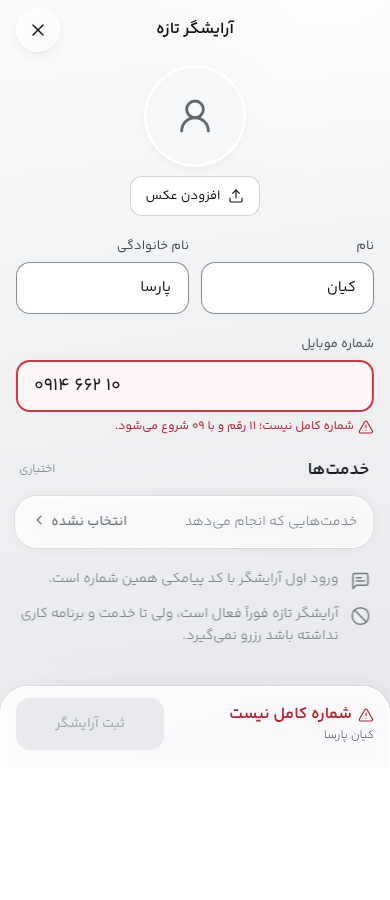 آرایشگر تازه
افزودن عکس
نام
نام خانوادگی
کیان
پارسا
شماره موبایل
۰۹۱۴ ۶۶۲ ۱۰
شماره کامل نیست؛ ۱۱ رقم و با ۰۹ شروع می‌شود.
خدمت‌ها
اختیاری
خدمت‌هایی که انجام می‌دهد
انتخاب نشده
ورود اول آرایشگر با کد پیامکی همین شماره است.
آرایشگر تازه فوراً فعال است، ولی تا خدمت و برنامه کاری
نداشته باشد رزرو نمی‌گیرد.
شماره کامل نیست
کیان پارسا
ثبت آرایشگر